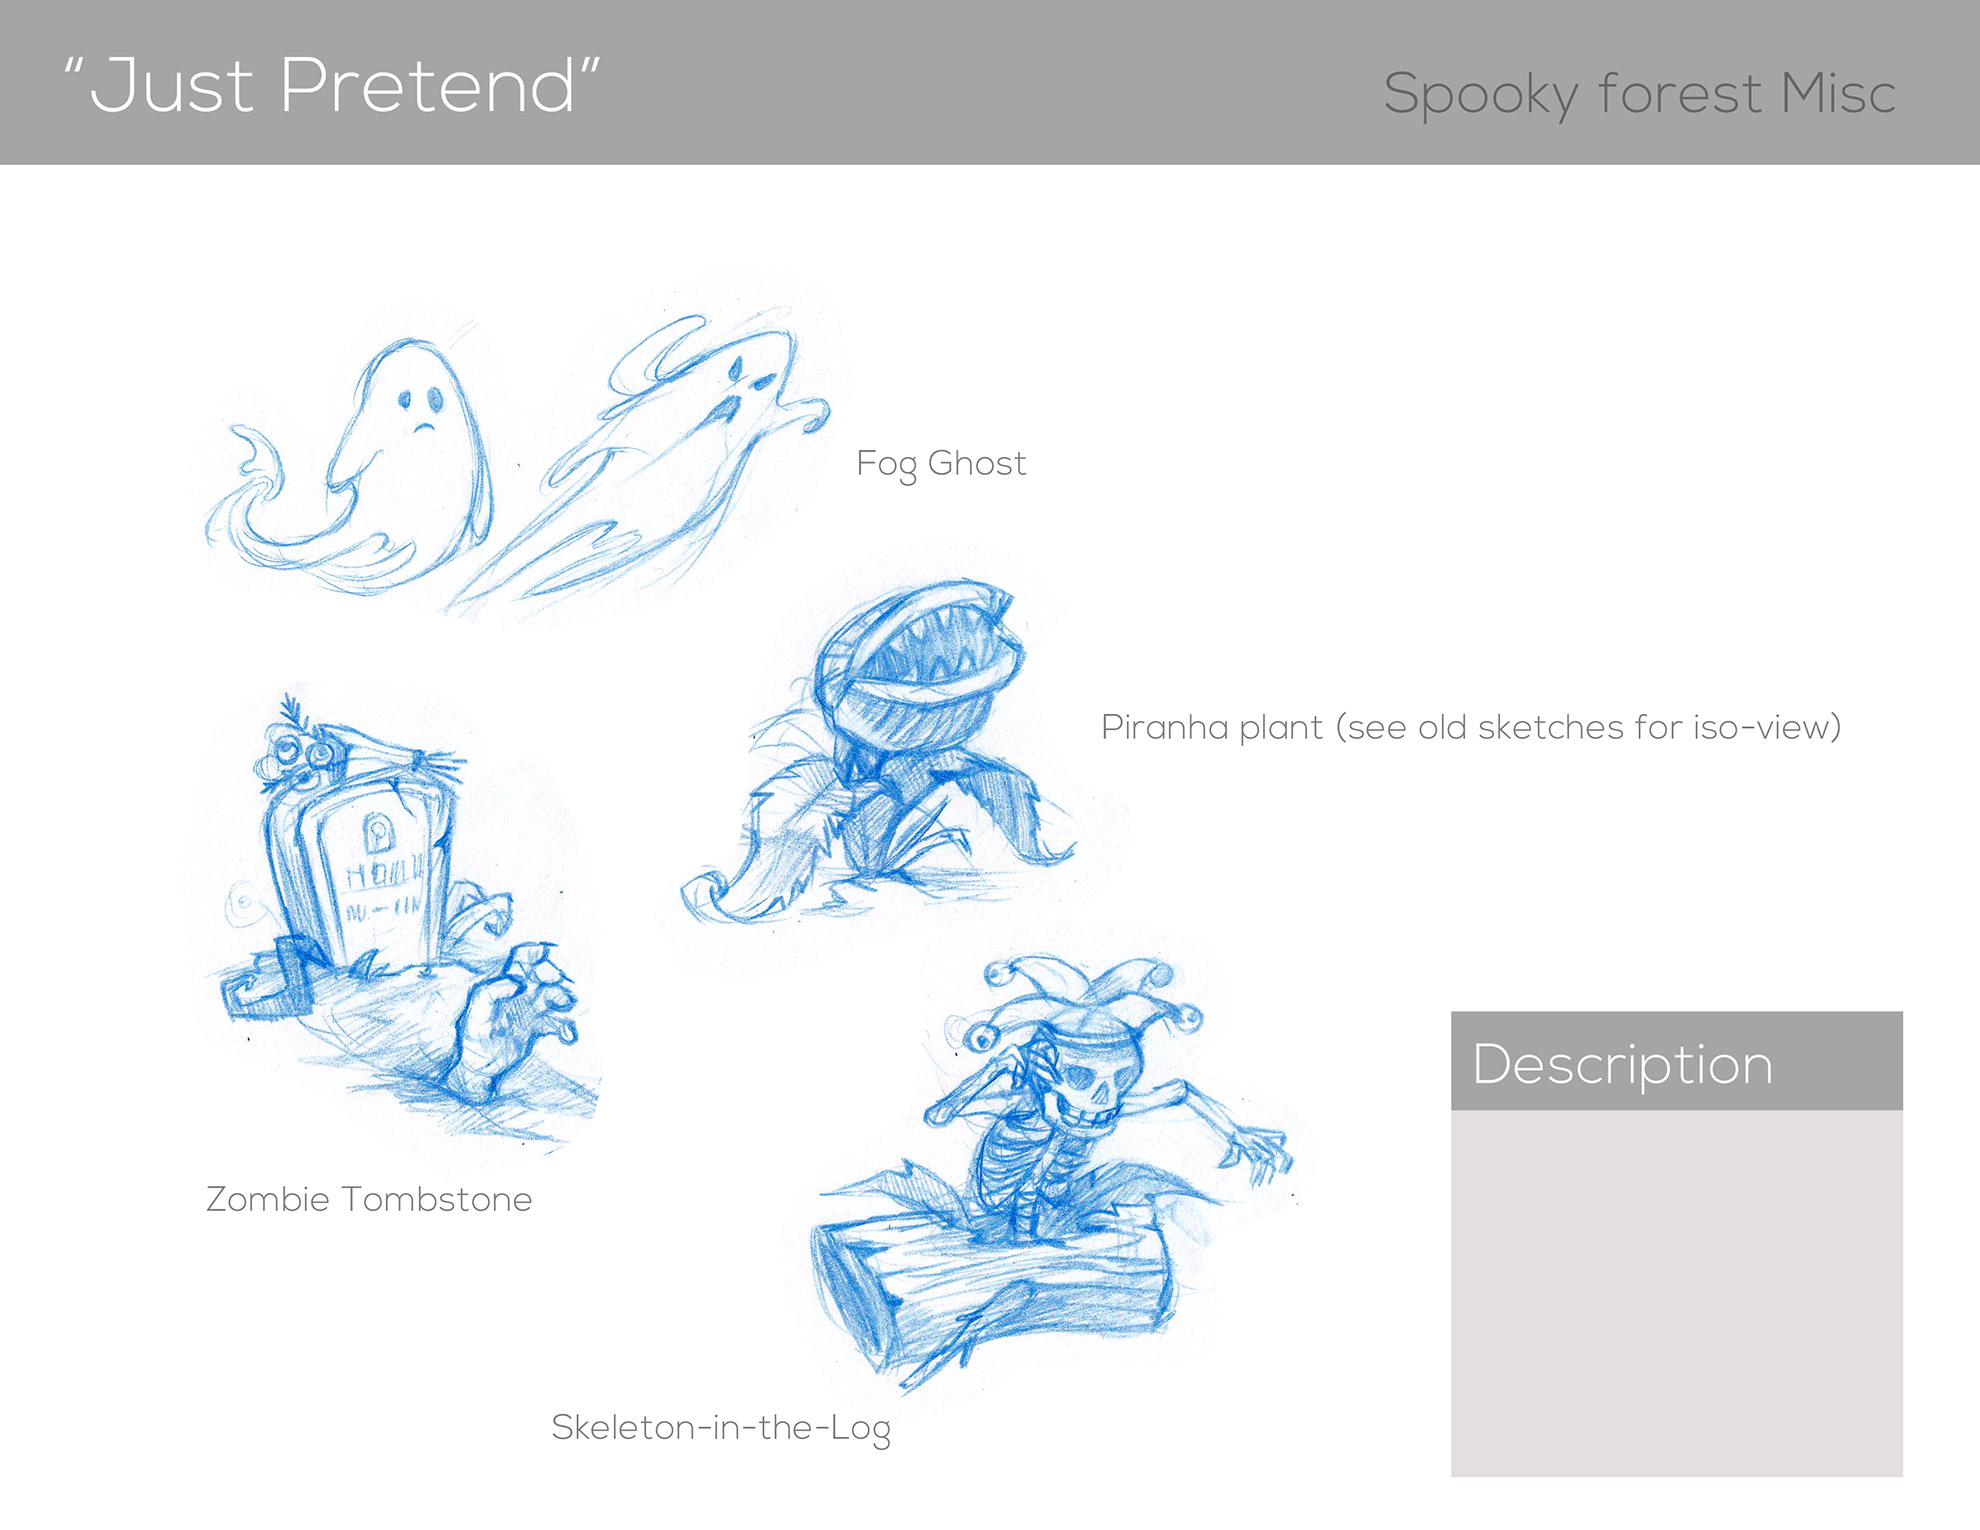 “Just Pretend”
Spooky forest Misc
Fog Ghost
Piranha plant (see old sketches for iso-view)
Zombie Tombstone
Skeleton-in-the-Log
Description